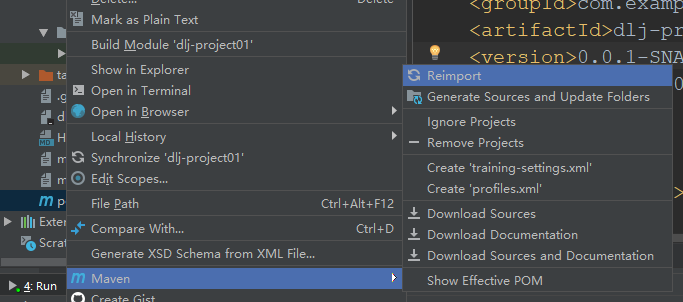 Delete...
Mark as Plain Text
Build Module 'dlj-project01'
Show in Explorer
Open in Terminal
Open in Browser
Local History
Synchronize 'dlj-project01'
Edit Scopes...
File Path Ctrl+Alt+F12
Compare With... Ctrl+D
Generate XSD Schema from XML File...
Maven
Create Gist
ta
.g
d
H
m
m
p
Exter
Scrat
4: Run
<groupId>com.examp
<artifactId>dlj-pr
<version>0.0.1-SNA
Reimport
Generate Sources and Update Folders
Ignore Projects
Remove Projects
Create 'training-settings.xml'
Create 'profiles.xml'
Download Sources
Download Documentation
Download Sources and Documentation
Show Effective POM
0
>